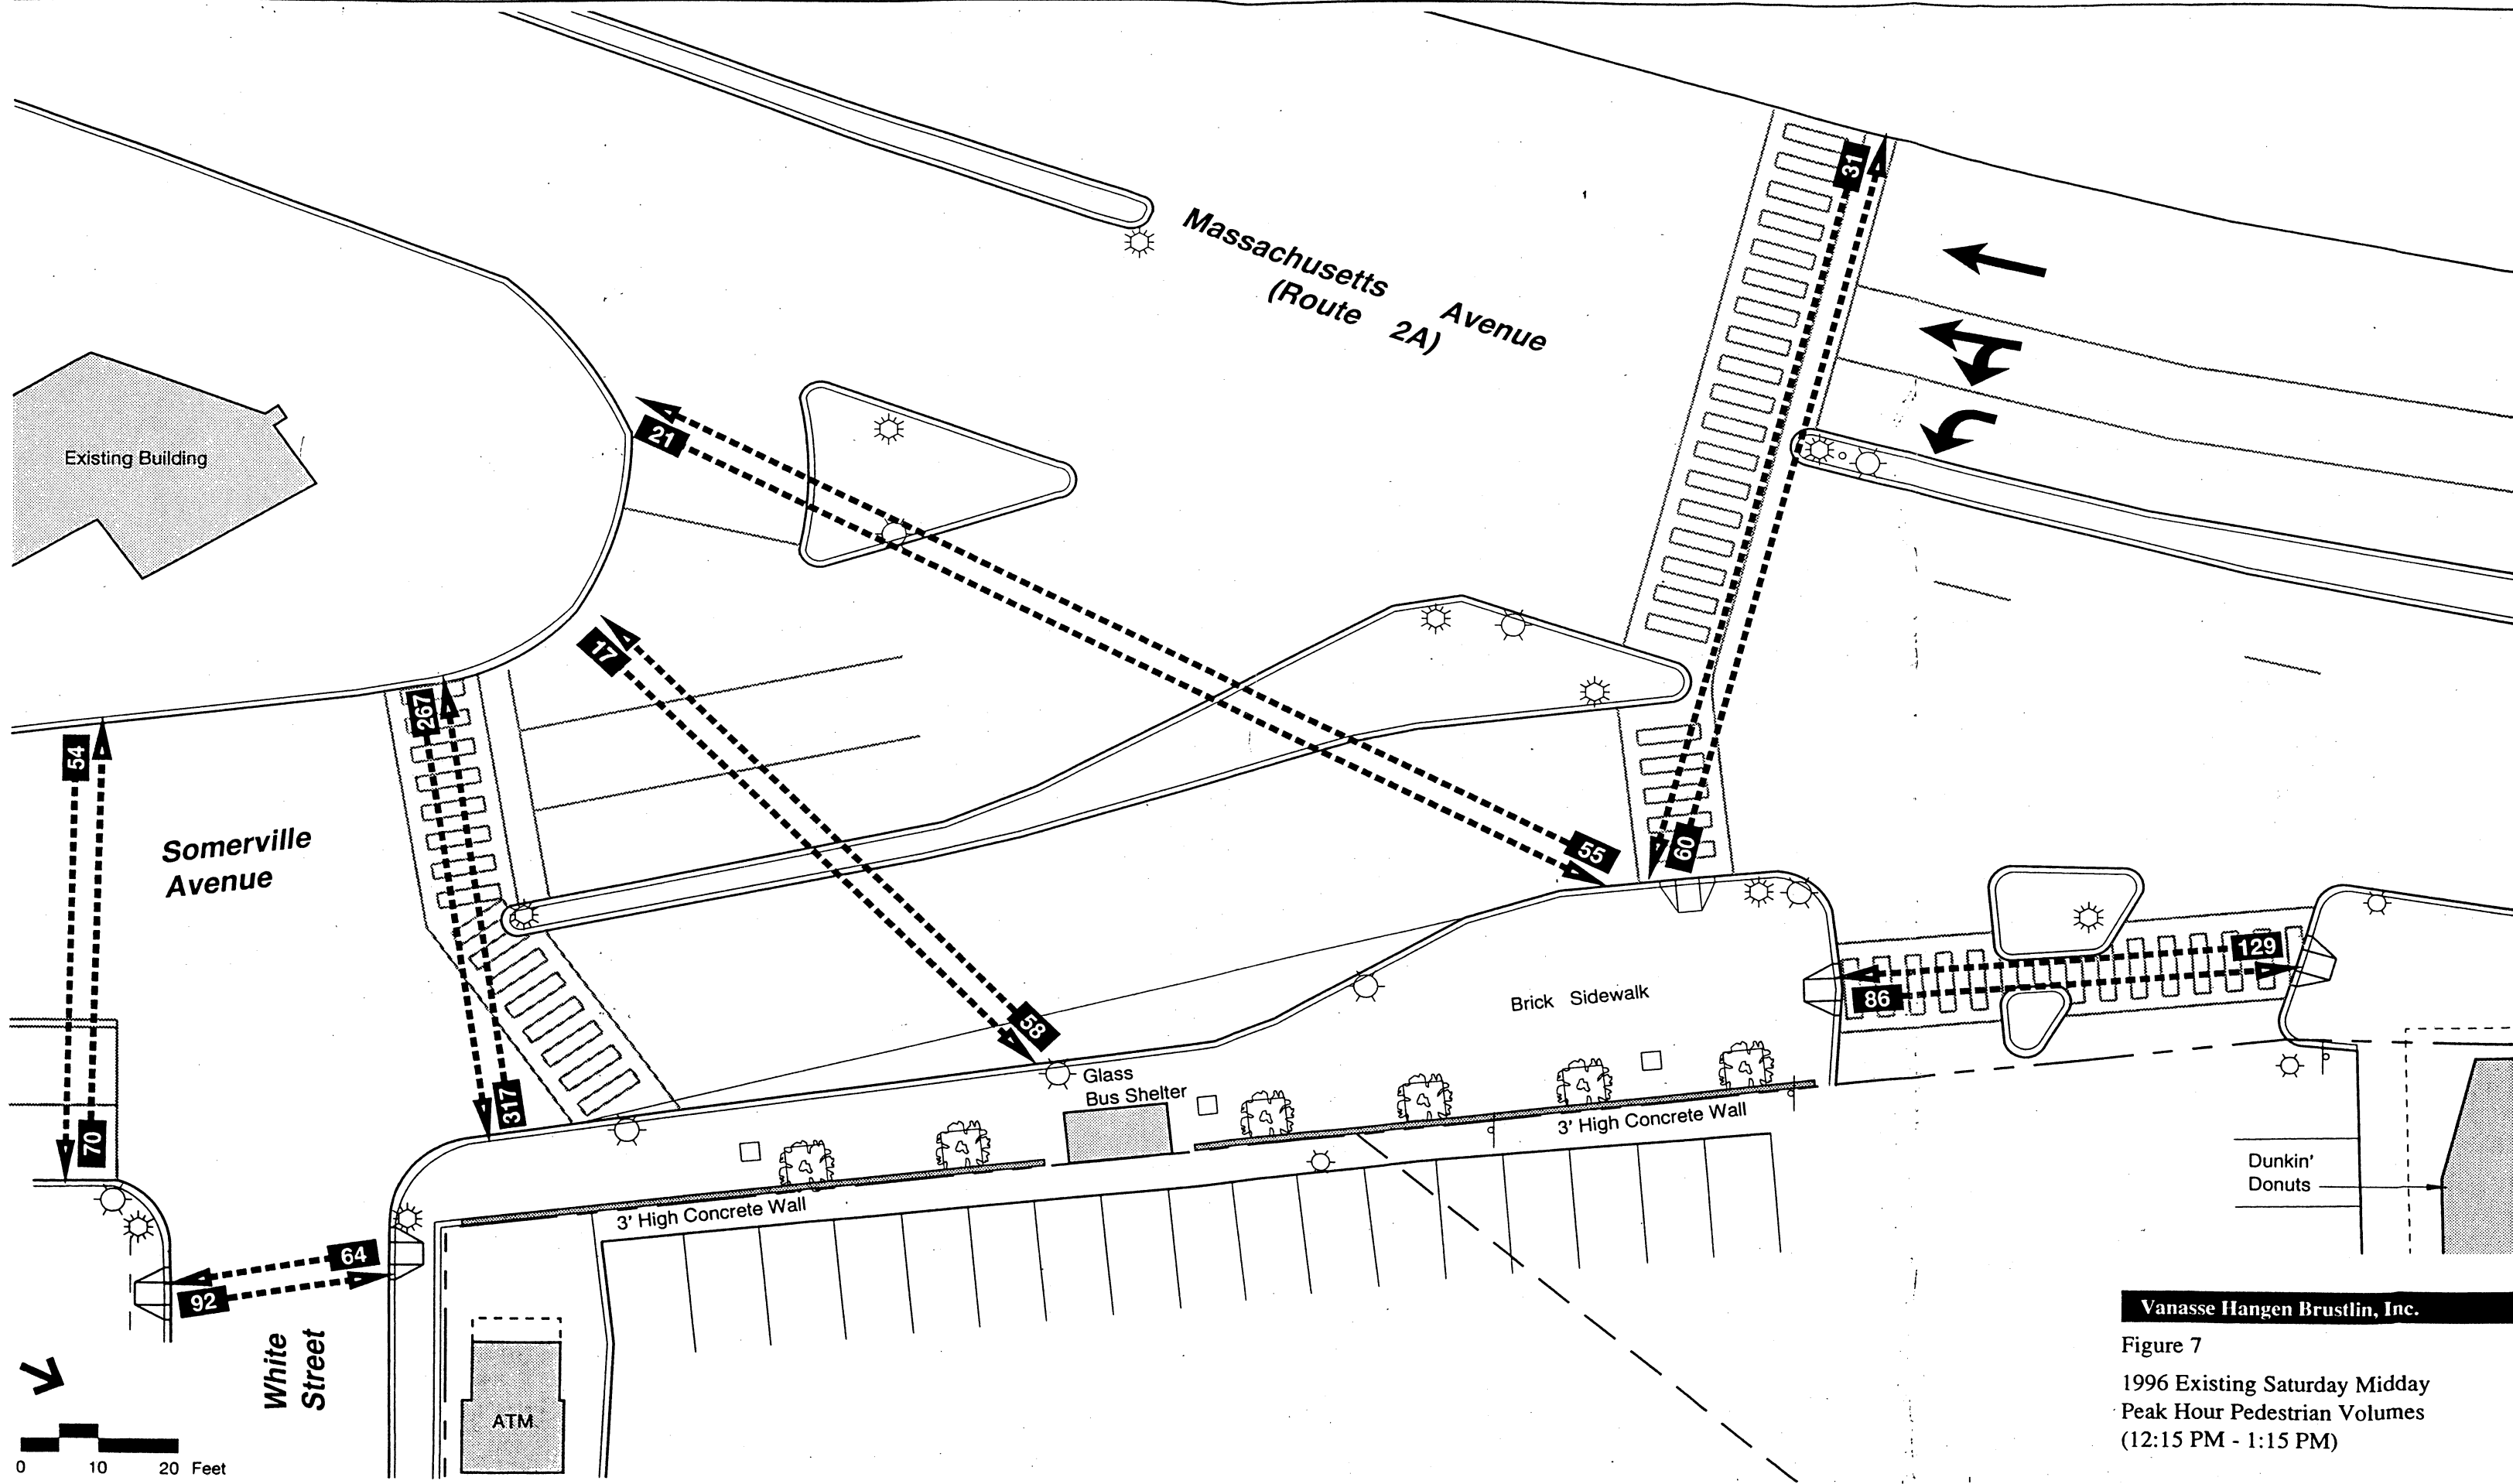 31
Massachusetts Avenue
(Route 2A)
21
Existing Building
17
267
54
Somerville
Avenue
55
60
129
86
Brick Sidewalk
58
Glass
Bus Shelter
317
70
3' High Concrete Wall
3' High Concrete Wall
Dunkin'
Donuts
64
92
White
Street
ATM
0 10 20 Feet
Vanasse Hangen Brustlin, Inc.
Figure 7
1996 Existing Saturday Midday
Peak Hour Pedestrian Volumes
(12:15 PM - 1:15 PM)